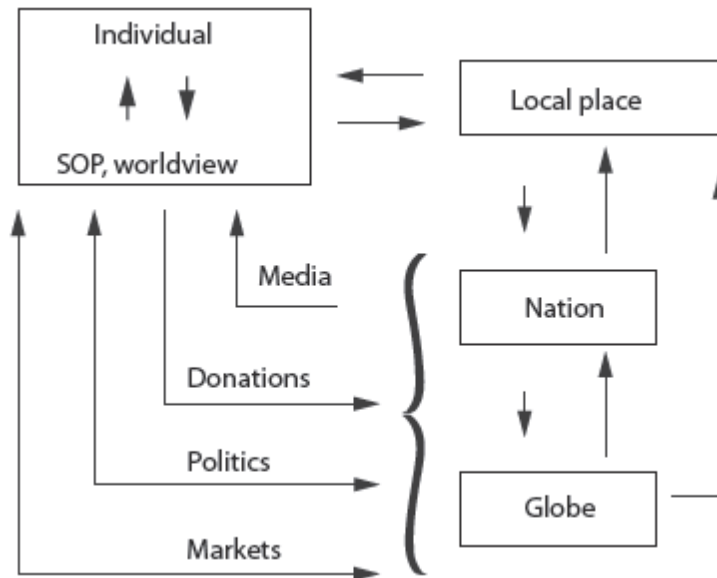 Individual
SOP, worldview
Local place
Media
Nation
Donations
Politics
Globe
Markets